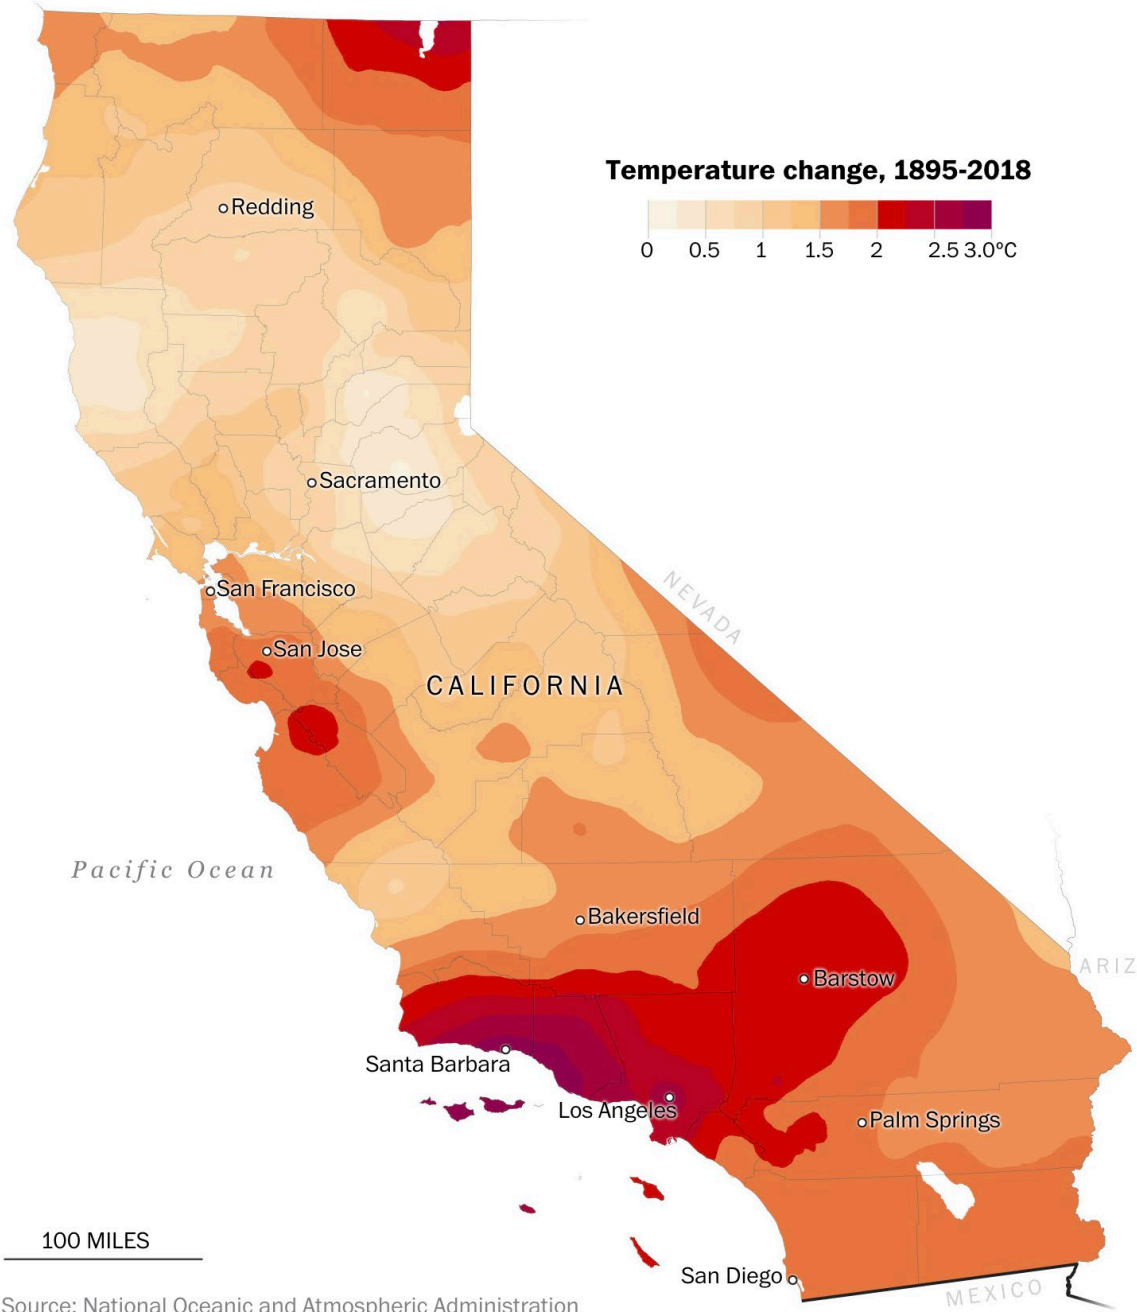 Temperature change, 1895-2018
0 0.5 1 1.5 2 2.5 3.0°C
Redding
Sacramento
San Francisco
NEVADA
San Jose
CALIFORNIA
Pacific Ocean
Bakersfield
ARIZ
Barstow
Santa Barbara
Los Angeles
Palm Springs
100 MILES
San Diego
MEXICO
Source: National Oceanic and Atmospheric Administration